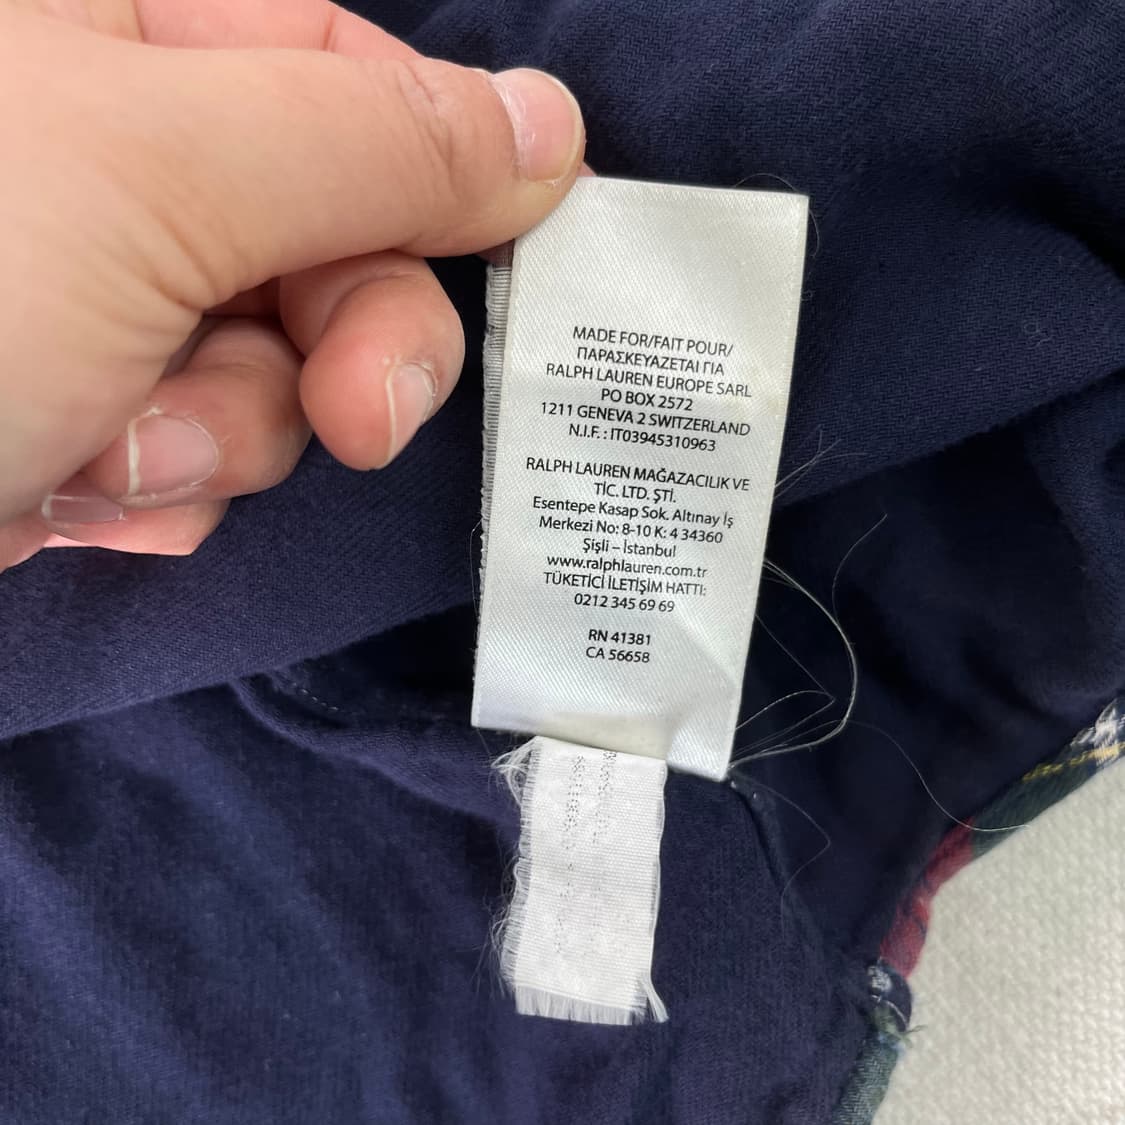 MADE FOR/FAIT POUR/
ΠΑΡΑΣΚΕΥΑΖΕΤΑΙ ΓΙΑ
RALPH LAUREN EUROPE SARL
PO BOX 2572
1211 GENEVA 2 SWITZERLAND
N.I.F. : IT03945310963
RALPH LAUREN MAĞAZACILIK VE
TİC. LTD. ŞTİ.
Esentepe Kasap Sok. Altınay İş
Merkezi No: 8-10 K: 4 34360
Şişli – İstanbul
www.ralphlauren.com.tr
TÜKETİCİ İLETİŞİM HATTI:
0212 345 69 69
RN 41381
CA 56658